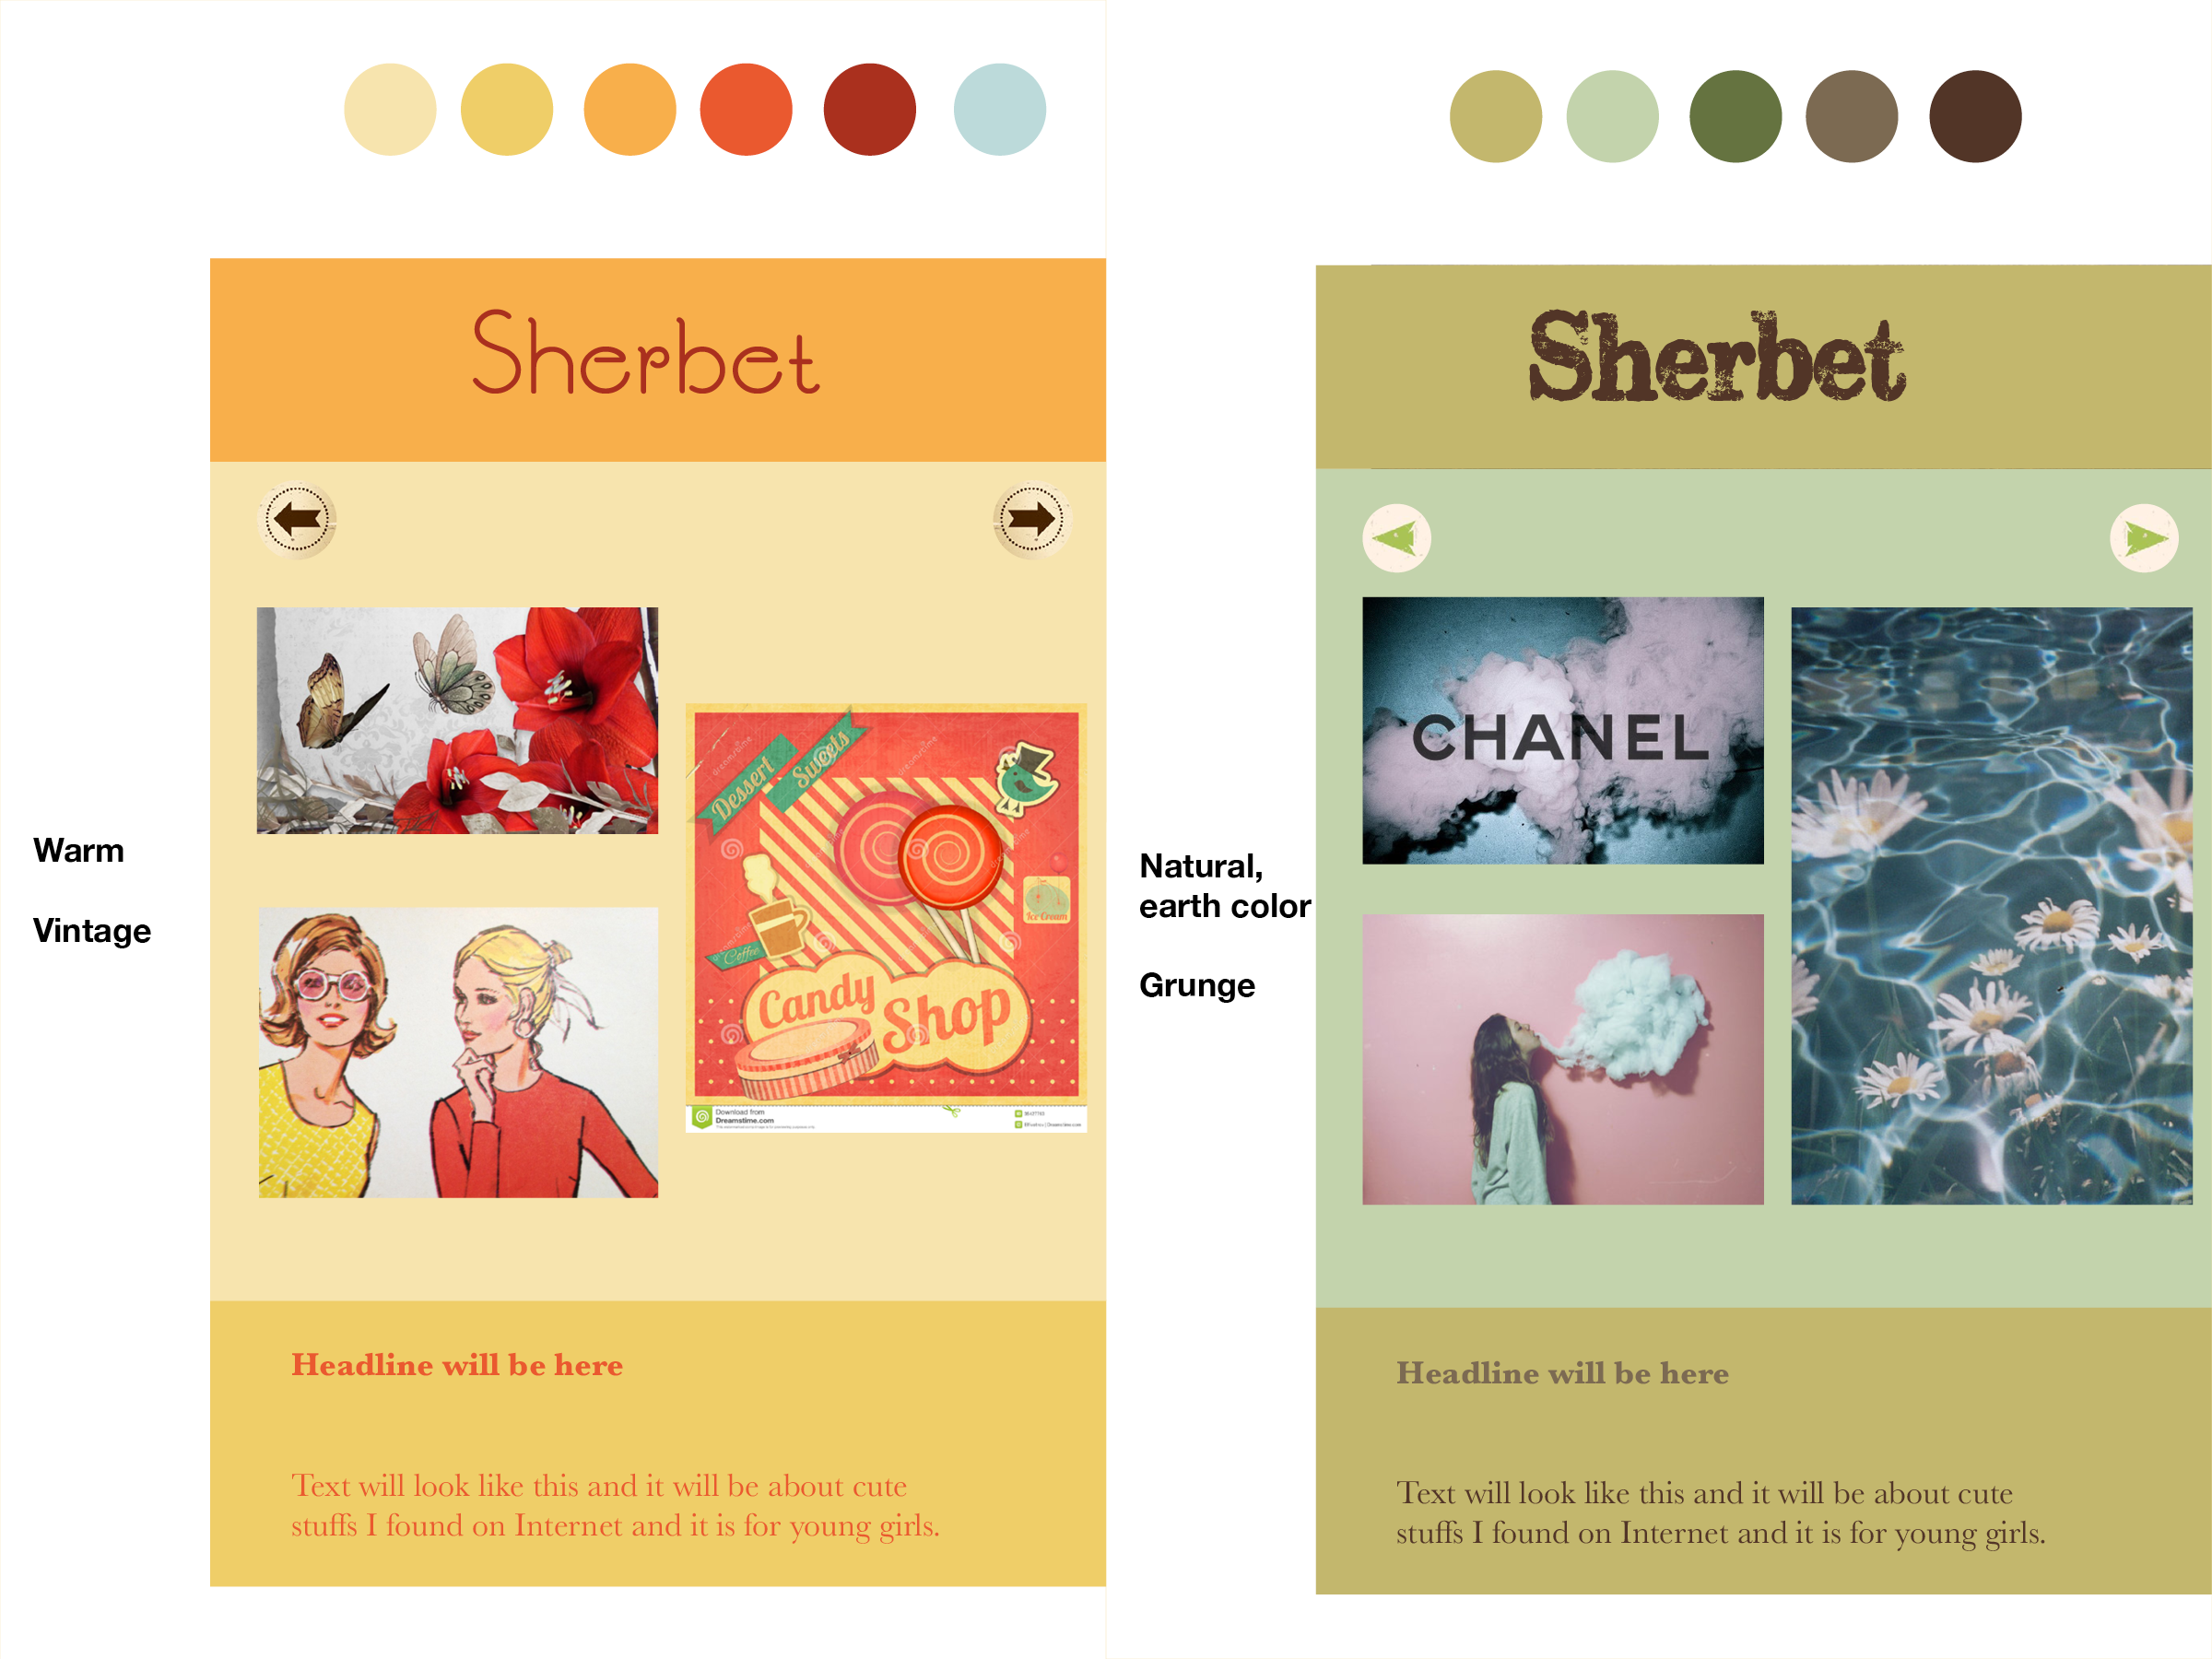 Sherbet
Warm
Vintage
Dessert
Sweets
Coffee
Ice Cream
Candy
Shop
Download from
Dreamstime.com
Headline will be here
Text will look like this and it will be about cute
stuffs I found on Internet and it is for young girls.
Sherbet
Natural,
earth color
Grunge
CHANEL
Headline will be here
Text will look like this and it will be about cute
stuffs I found on Internet and it is for young girls.